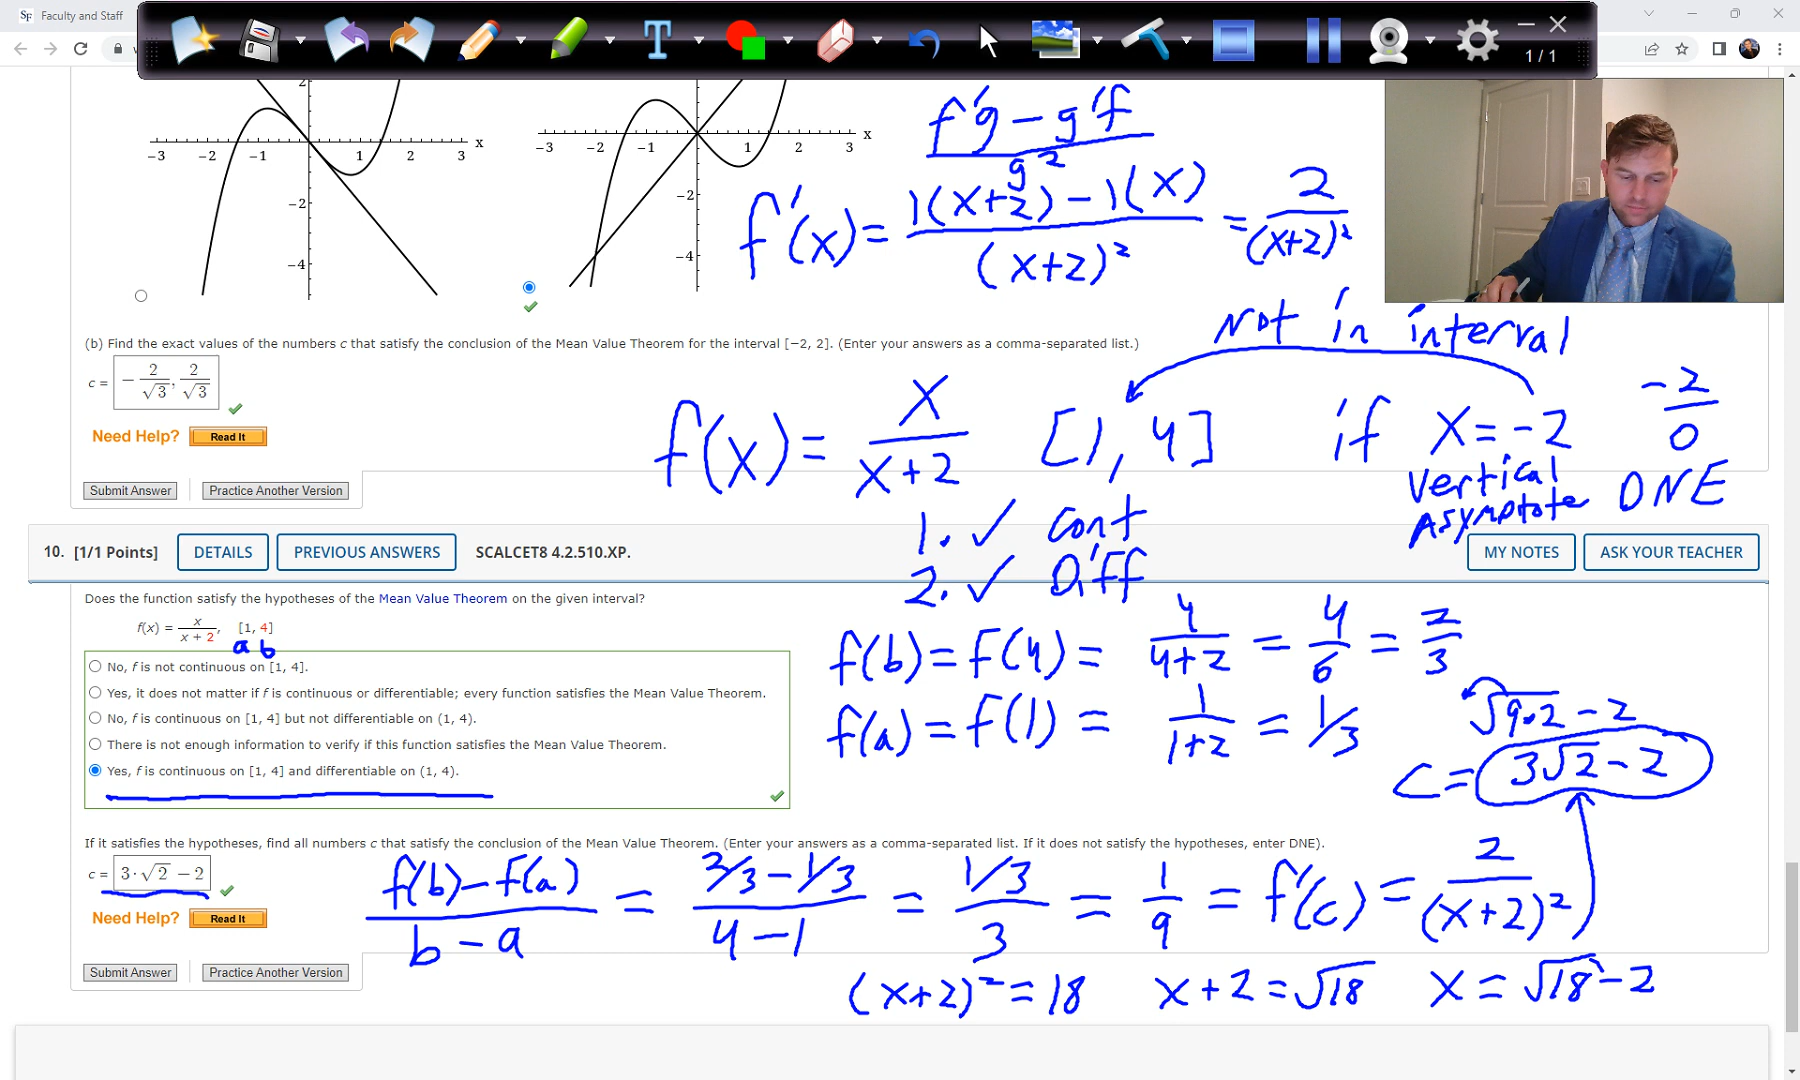 SF Faculty and Staff
1/1
2
-3 -2 -1 1 2 3 x
-2
-4
-3 -2 -1 1 2 3 x
-2
-4
f'g - g'f / g²
f'(x) = 1(x+2) - 1(x) / (x+2)² = 2 / (x+2)²
Not in interval
(b) Find the exact values of the numbers c that satisfy the conclusion of the Mean Value Theorem for the interval [−2, 2]. (Enter your answers as a comma-separated list.)
c = − 2/√3, 2/√3
f(x) = x / x+2 [1, 4] if x = -2 -2/0
Vertical Asymptote DNE
Need Help? Read It
Submit Answer Practice Another Version
1. ✓ Cont
2. ✓ Diff
10. [1/1 Points] DETAILS PREVIOUS ANSWERS SCALCET8 4.2.510.XP. MY NOTES ASK YOUR TEACHER
Does the function satisfy the hypotheses of the Mean Value Theorem on the given interval?
f(x) = x / x + 2, [1, 4]
a b
No, f is not continuous on [1, 4].
Yes, it does not matter if f is continuous or differentiable; every function satisfies the Mean Value Theorem.
No, f is continuous on [1, 4] but not differentiable on (1, 4).
There is not enough information to verify if this function satisfies the Mean Value Theorem.
Yes, f is continuous on [1, 4] and differentiable on (1, 4).
f(b) = f(4) = 4 / 4+2 = 4/6 = 2/3
f(a) = f(1) = 1 / 1+2 = 1/3
√9·2 - 2
c = 3√2 - 2
If it satisfies the hypotheses, find all numbers c that satisfy the conclusion of the Mean Value Theorem. (Enter your answers as a comma-separated list. If it does not satisfy the hypotheses, enter DNE).
c = 3·√2 − 2
f(b) - f(a) / b - a = 2/3 - 1/3 / 4 - 1 = 1/3 / 3 = 1/9 = f'(c) = 2 / (x+2)²
Need Help? Read It
Submit Answer Practice Another Version
(x+2)² = 18 x+2 = √18 x = √18 - 2